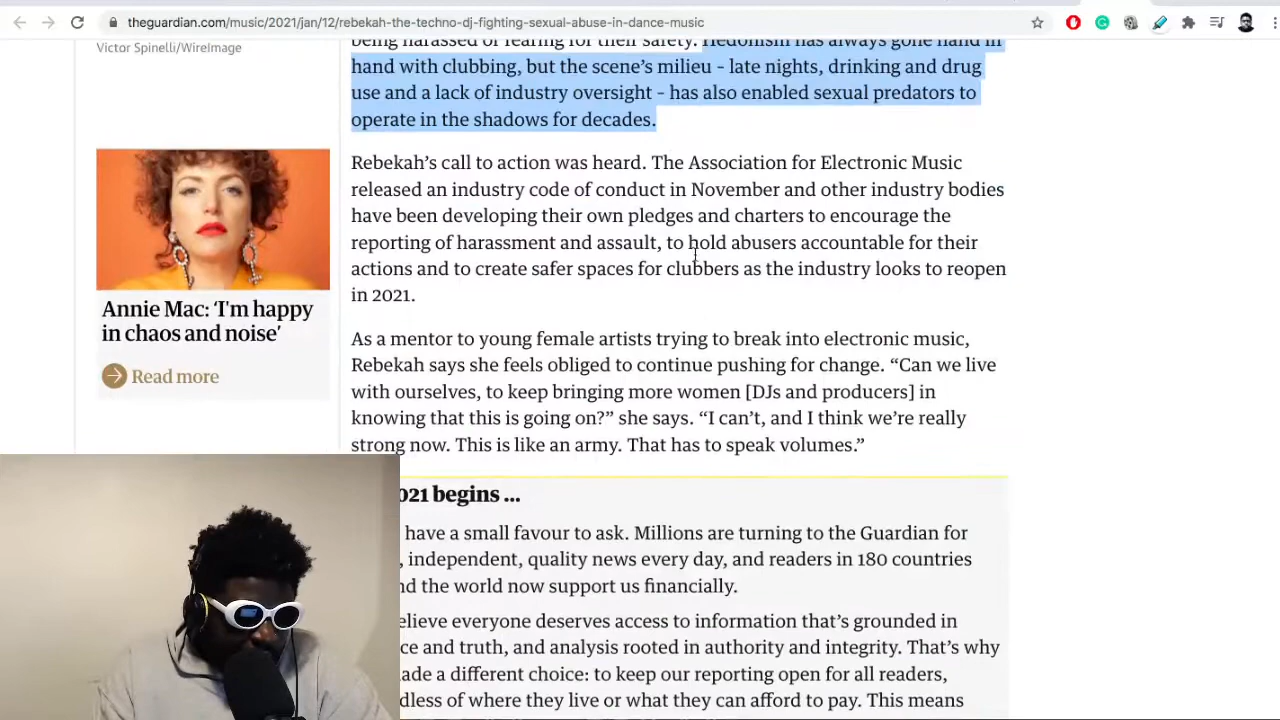 theguardian.com/music/2021/jan/12/rebekah-the-techno-dj-fighting-sexual-abuse-in-dance-music
Victor Spinelli/WireImage
Annie Mac: ‘I'm happy
in chaos and noise’
Read more
being harassed or fearing for their safety. Hedonism has always gone hand in
hand with clubbing, but the scene’s milieu – late nights, drinking and drug
use and a lack of industry oversight – has also enabled sexual predators to
operate in the shadows for decades.
Rebekah’s call to action was heard. The Association for Electronic Music
released an industry code of conduct in November and other industry bodies
have been developing their own pledges and charters to encourage the
reporting of harassment and assault, to hold abusers accountable for their
actions and to create safer spaces for clubbers as the industry looks to reopen
in 2021.
As a mentor to young female artists trying to break into electronic music,
Rebekah says she feels obliged to continue pushing for change. “Can we live
with ourselves, to keep bringing more women [DJs and producers] in
knowing that this is going on?” she says. “I can’t, and I think we’re really
strong now. This is like an army. That has to speak volumes.”
021 begins ...
have a small favour to ask. Millions are turning to the Guardian for
, independent, quality news every day, and readers in 180 countries
nd the world now support us financially.
elieve everyone deserves access to information that’s grounded in
ce and truth, and analysis rooted in authority and integrity. That’s why
ade a different choice: to keep our reporting open for all readers,
dless of where they live or what they can afford to pay. This means